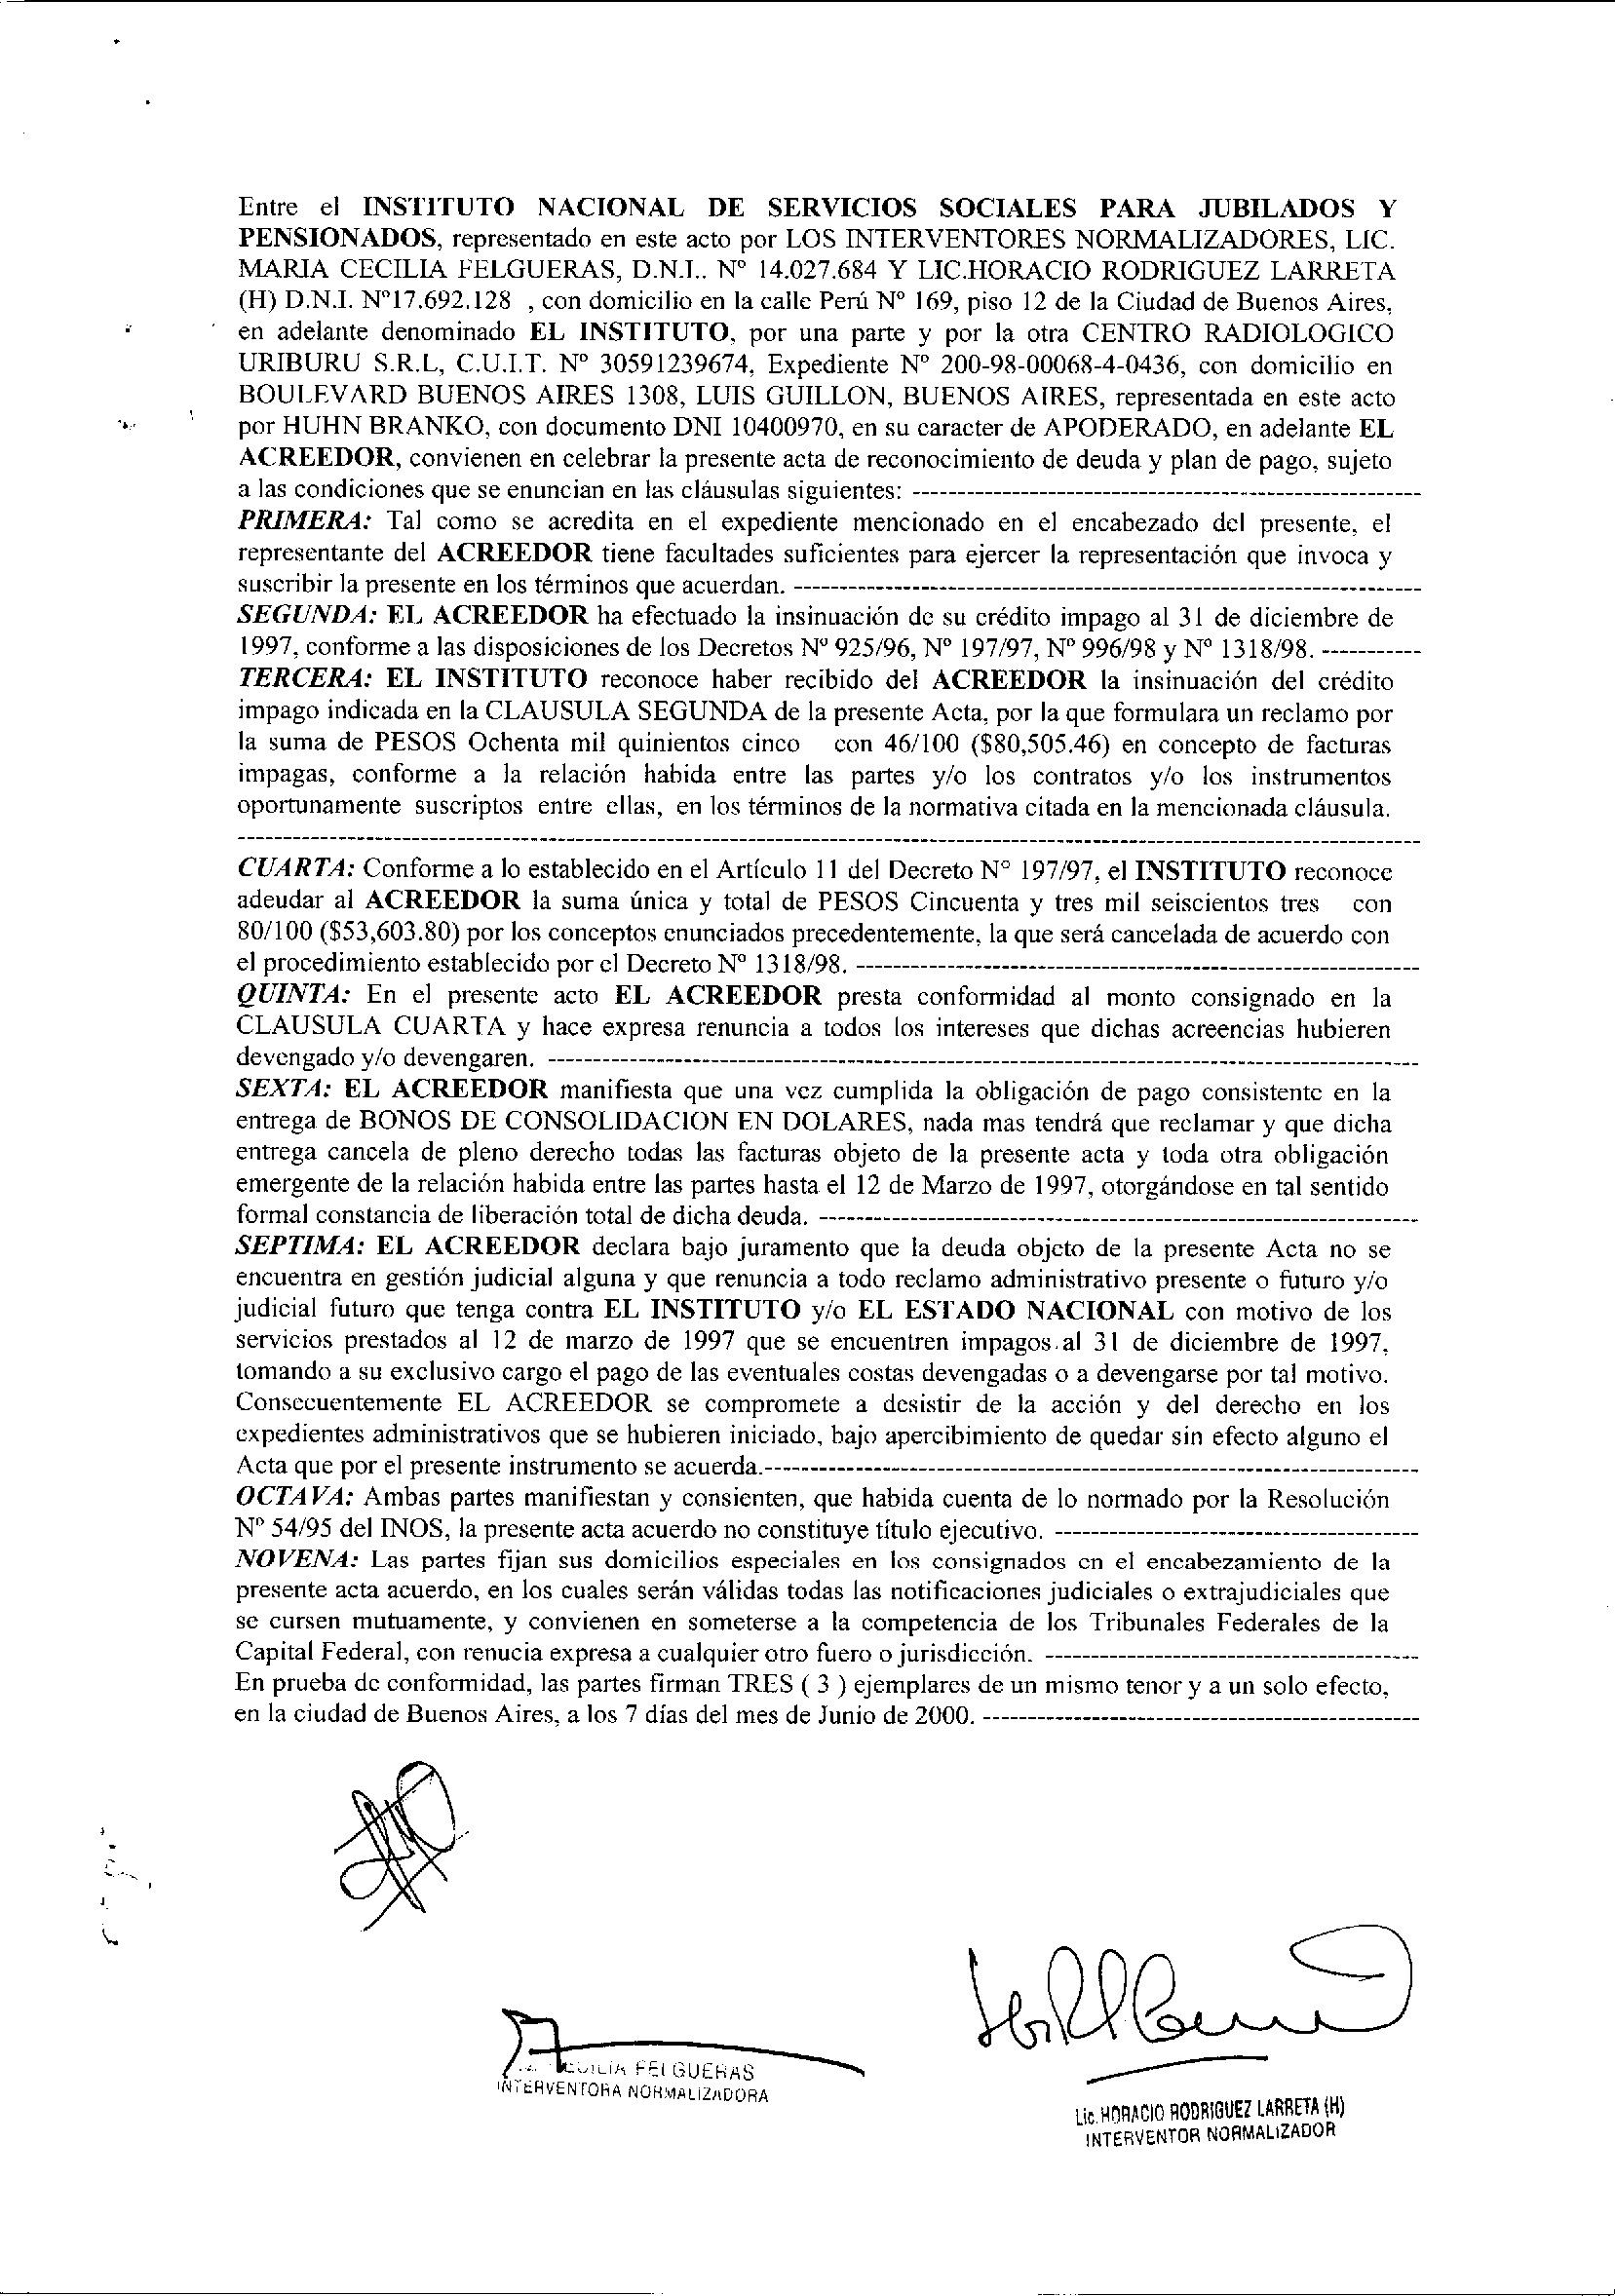 Entre el INSTITUTO NACIONAL DE SERVICIOS SOCIALES PARA JUBILADOS Y
PENSIONADOS, representado en este acto por LOS INTERVENTORES NORMALIZADORES, LIC.
MARIA CECILIA FELGUERAS, D.N.I.. Nº 14.027.684 Y LIC.HORACIO RODRIGUEZ LARRETA
(H) D.N.I. Nº17.692.128 , con domicilio en la calle Perú Nº 169, piso 12 de la Ciudad de Buenos Aires,
en adelante denominado EL INSTITUTO, por una parte y por la otra CENTRO RADIOLOGICO
URIBURU S.R.L, C.U.I.T. Nº 30591239674, Expediente Nº 200-98-00068-4-0436, con domicilio en
BOULEVARD BUENOS AIRES 1308, LUIS GUILLON, BUENOS AIRES, representada en este acto
por HUHN BRANKO, con documento DNI 10400970, en su caracter de APODERADO, en adelante EL
ACREEDOR, convienen en celebrar la presente acta de reconocimiento de deuda y plan de pago, sujeto
a las condiciones que se enuncian en las cláusulas siguientes: ------------------------------------------------------
PRIMERA: Tal como se acredita en el expediente mencionado en el encabezado del presente, el
representante del ACREEDOR tiene facultades suficientes para ejercer la representación que invoca y
suscribir la presente en los términos que acuerdan. ------------------------------------------------------------------
SEGUNDA: EL ACREEDOR ha efectuado la insinuación de su crédito impago al 31 de diciembre de
1997, conforme a las disposiciones de los Decretos Nº 925/96, Nº 197/97, Nº 996/98 y Nº 1318/98. -----------
TERCERA: EL INSTITUTO reconoce haber recibido del ACREEDOR la insinuación del crédito
impago indicada en la CLAUSULA SEGUNDA de la presente Acta, por la que formulara un reclamo por
la suma de PESOS Ochenta mil quinientos cinco con 46/100 ($80,505.46) en concepto de facturas
impagas, conforme a la relación habida entre las partes y/o los contratos y/o los instrumentos
oportunamente suscriptos entre ellas, en los términos de la normativa citada en la mencionada cláusula.
------------------------------------------------------------------------------------------------------------------------------
CUARTA: Conforme a lo establecido en el Artículo 11 del Decreto Nº 197/97, el INSTITUTO reconoce
adeudar al ACREEDOR la suma única y total de PESOS Cincuenta y tres mil seiscientos tres con
80/100 ($53,603.80) por los conceptos enunciados precedentemente, la que será cancelada de acuerdo con
el procedimiento establecido por el Decreto Nº 1318/98. ------------------------------------------------------------
QUINTA: En el presente acto EL ACREEDOR presta conformidad al monto consignado en la
CLAUSULA CUARTA y hace expresa renuncia a todos los intereses que dichas acreencias hubieren
devengado y/o devengaren. --------------------------------------------------------------------------------------------
SEXTA: EL ACREEDOR manifiesta que una vez cumplida la obligación de pago consistente en la
entrega de BONOS DE CONSOLIDACION EN DOLARES, nada mas tendrá que reclamar y que dicha
entrega cancela de pleno derecho todas las facturas objeto de la presente acta y toda otra obligación
emergente de la relación habida entre las partes hasta el 12 de Marzo de 1997, otorgándose en tal sentido
formal constancia de liberación total de dicha deuda. ---------------------------------------------------------------
SEPTIMA: EL ACREEDOR declara bajo juramento que la deuda objeto de la presente Acta no se
encuentra en gestión judicial alguna y que renuncia a todo reclamo administrativo presente o futuro y/o
judicial futuro que tenga contra EL INSTITUTO y/o EL ESTADO NACIONAL con motivo de los
servicios prestados al 12 de marzo de 1997 que se encuentren impagos al 31 de diciembre de 1997,
tomando a su exclusivo cargo el pago de las eventuales costas devengadas o a devengarse por tal motivo.
Consecuentemente EL ACREEDOR se compromete a desistir de la acción y del derecho en los
expedientes administrativos que se hubieren iniciado, bajo apercibimiento de quedar sin efecto alguno el
Acta que por el presente instrumento se acuerda.---------------------------------------------------------------------
OCTAVA: Ambas partes manifiestan y consienten, que habida cuenta de lo normado por la Resolución
Nº 54/95 del INOS, la presente acta acuerdo no constituye título ejecutivo. ---------------------------------------
NOVENA: Las partes fijan sus domicilios especiales en los consignados en el encabezamiento de la
presente acta acuerdo, en los cuales serán válidas todas las notificaciones judiciales o extrajudiciales que
se cursen mutuamente, y convienen en someterse a la competencia de los Tribunales Federales de la
Capital Federal, con renucia expresa a cualquier otro fuero o jurisdicción. ----------------------------------------
En prueba de conformidad, las partes firman TRES ( 3 ) ejemplares de un mismo tenor y a un solo efecto,
en la ciudad de Buenos Aires, a los 7 días del mes de Junio de 2000. -----------------------------------------------
FELGUERAS
INTERVENTORA NORMALIZADORA
Lic. HORACIO RODRIGUEZ LARRETA (H)
INTERVENTOR NORMALIZADOR